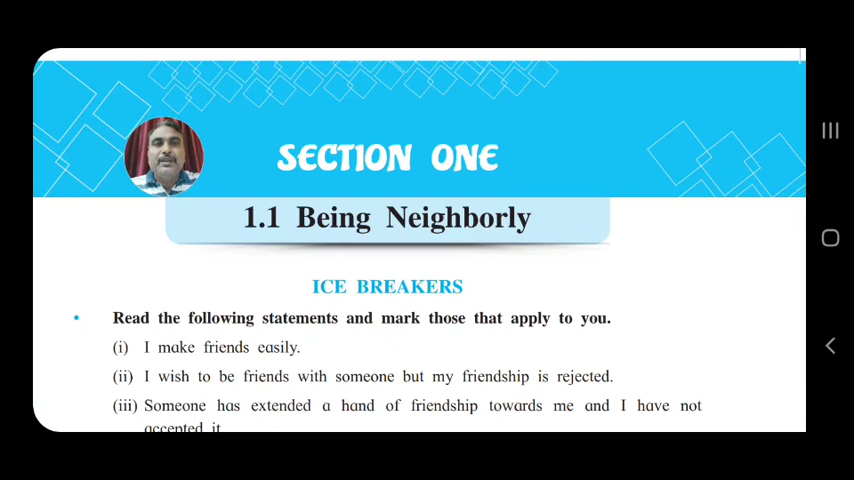 SECTION ONE
1.1 Being Neighborly
ICE BREAKERS
• Read the following statements and mark those that apply to you.
(i) I make friends easily.
(ii) I wish to be friends with someone but my friendship is rejected.
(iii) Someone has extended a hand of friendship towards me and I have not
accepted it